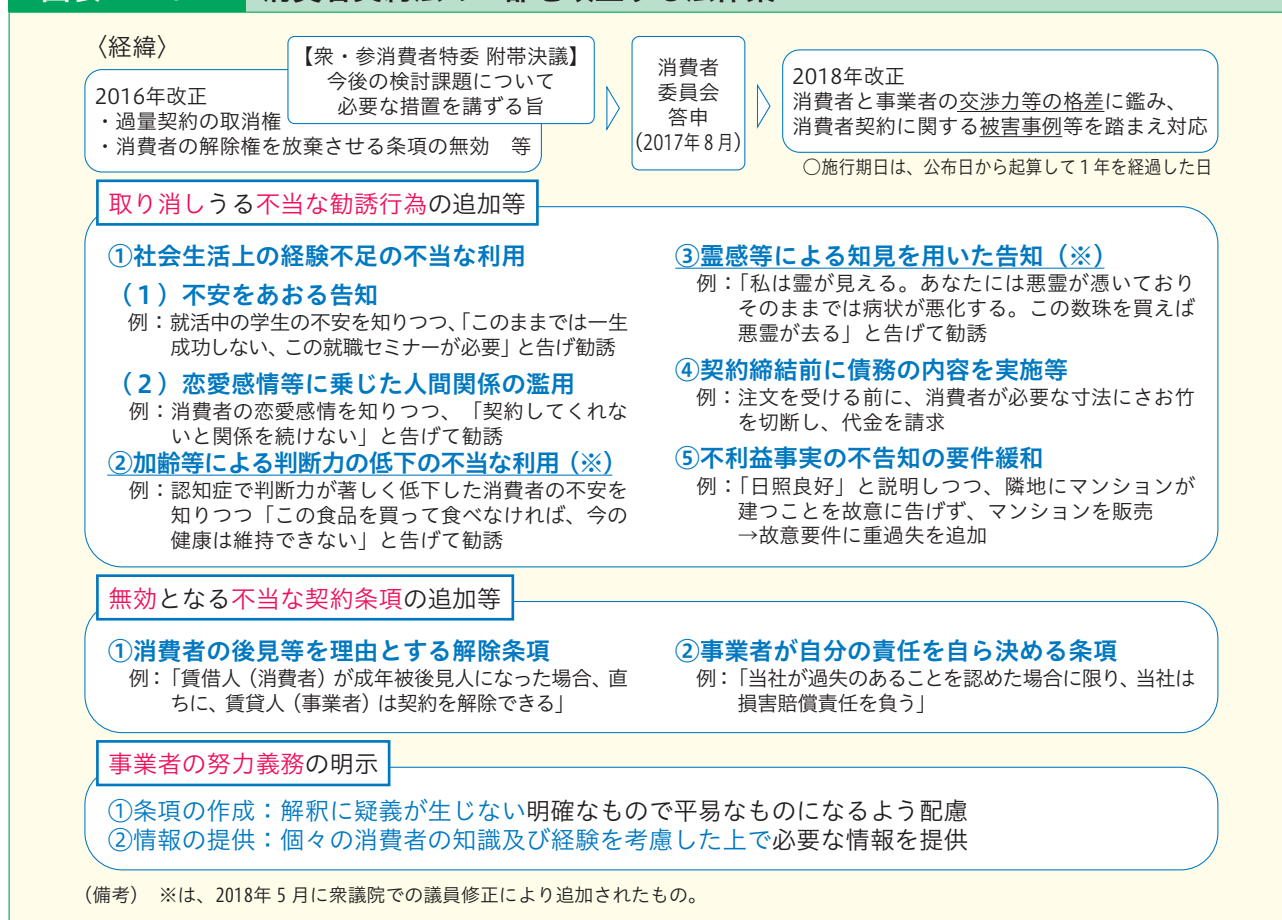 〈経緯〉
2016年改正
・過量契約の取消権
・消費者の解除権を放棄させる条項の無効　等
【衆・参消費者特委 附帯決議】
今後の検討課題について
必要な措置を講ずる旨
消費者
委員会
答申
(2017年8月)
2018年改正
消費者と事業者の交渉力等の格差に鑑み、
消費者契約に関する被害事例等を踏まえ対応
○施行期日は、公布日から起算して1年を経過した日
取り消しうる不当な勧誘行為の追加等
①社会生活上の経験不足の不当な利用
（1）不安をあおる告知
例：就活中の学生の不安を知りつつ、「このままでは一生
成功しない、この就職セミナーが必要」と告げ勧誘
（2）恋愛感情等に乗じた人間関係の濫用
例：消費者の恋愛感情を知りつつ、「契約してくれな
いと関係を続けない」と告げて勧誘
②加齢等による判断力の低下の不当な利用（※）
例：認知症で判断力が著しく低下した消費者の不安を
知りつつ「この食品を買って食べなければ、今の
健康は維持できない」と告げて勧誘
③霊感等による知見を用いた告知（※）
例：「私は霊が見える。あなたには悪霊が憑いており
そのままでは病状が悪化する。この数珠を買えば
悪霊が去る」と告げて勧誘
④契約締結前に債務の内容を実施等
例：注文を受ける前に、消費者が必要な寸法にさお竹
を切断し、代金を請求
⑤不利益事実の不告知の要件緩和
例：「日照良好」と説明しつつ、隣地にマンションが
建つことを故意に告げず、マンションを販売
→故意要件に重過失を追加
無効となる不当な契約条項の追加等
①消費者の後見等を理由とする解除条項
例：「賃借人（消費者）が成年被後見人になった場合、直
ちに、賃貸人（事業者）は契約を解除できる」
②事業者が自分の責任を自ら決める条項
例：「当社が過失のあることを認めた場合に限り、当社は
損害賠償責任を負う」
事業者の努力義務の明示
①条項の作成：解釈に疑義が生じない明確なもので平易なものになるよう配慮
②情報の提供：個々の消費者の知識及び経験を考慮した上で必要な情報を提供
（備考）　※は、2018年5月に衆議院での議員修正により追加されたもの。